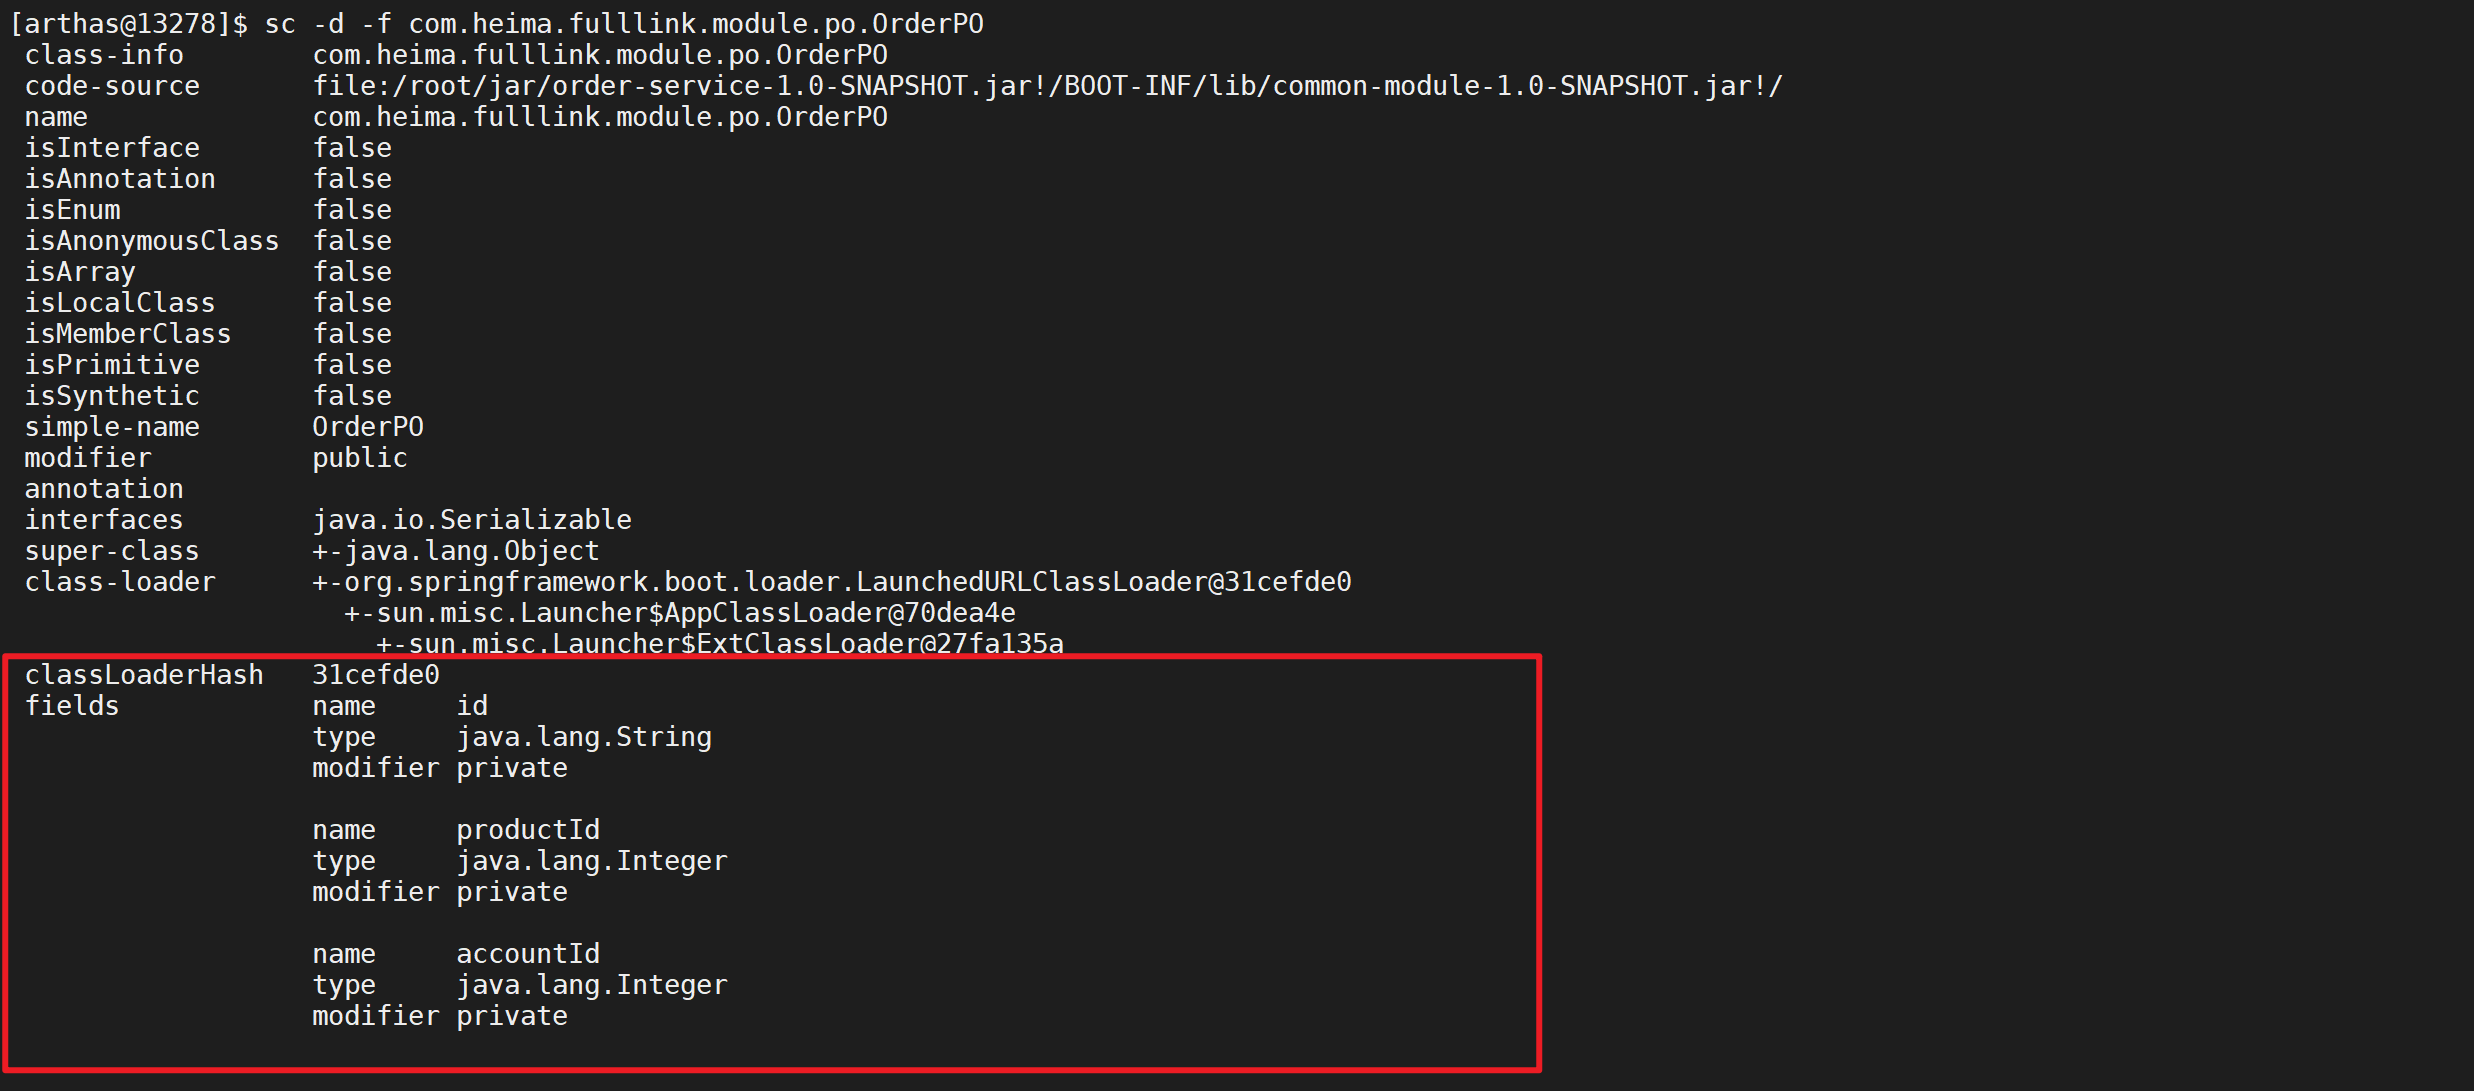 [arthas@13278]$ sc -d -f com.heima.fulllink.module.po.OrderPO
class-info        com.heima.fulllink.module.po.OrderPO
code-source       file:/root/jar/order-service-1.0-SNAPSHOT.jar!/BOOT-INF/lib/common-module-1.0-SNAPSHOT.jar!/
name              com.heima.fulllink.module.po.OrderPO
isInterface       false
isAnnotation      false
isEnum            false
isAnonymousClass  false
isArray           false
isLocalClass      false
isMemberClass     false
isPrimitive       false
isSynthetic       false
simple-name       OrderPO
modifier          public
annotation
interfaces        java.io.Serializable
super-class       +-java.lang.Object
class-loader      +-org.springframework.boot.loader.LaunchedURLClassLoader@31cefde0
                    +-sun.misc.Launcher$AppClassLoader@70dea4e
                      +-sun.misc.Launcher$ExtClassLoader@27fa135a
classLoaderHash   31cefde0
fields            name     id
                  type     java.lang.String
                  modifier private
                  name     productId
                  type     java.lang.Integer
                  modifier private
                  name     accountId
                  type     java.lang.Integer
                  modifier private